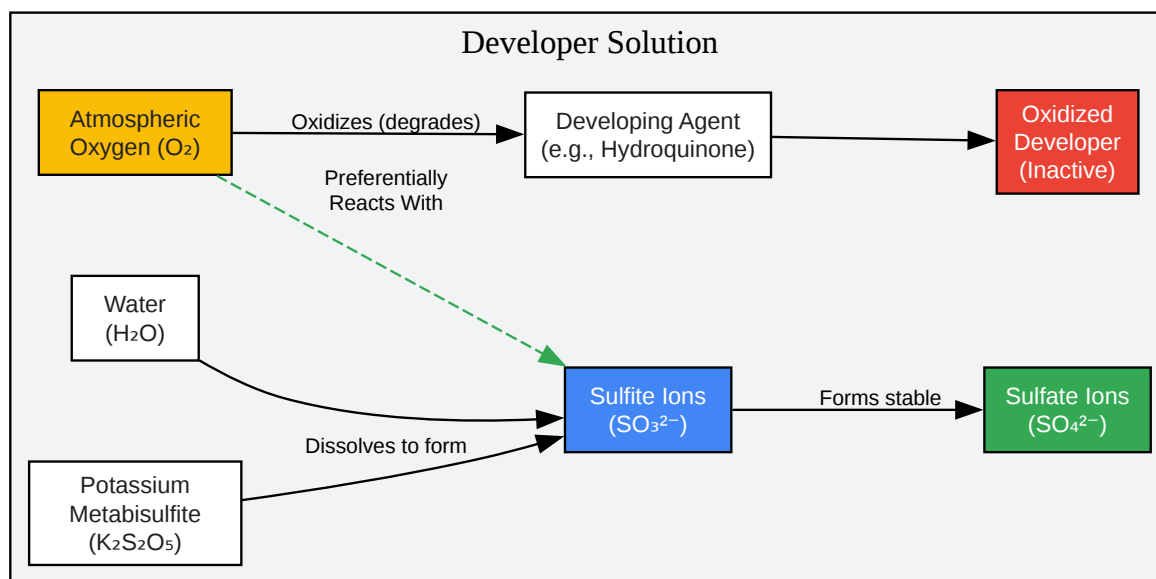 Developer Solution
Atmospheric
Oxygen (O₂)
Oxidizes (degrades)
Developing Agent
(e.g., Hydroquinone)
Oxidized
Developer
(Inactive)
Preferentially
Reacts With
Water
(H₂O)
Sulfite Ions
(SO₃²⁻)
Forms stable
Sulfate Ions
(SO₄²⁻)
Dissolves to form
Potassium
Metabisulfite
(K₂S₂O₅)